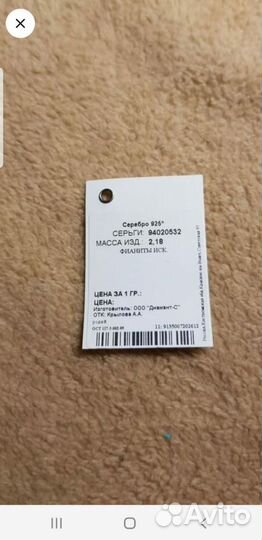 Серебро 925°
СЕРЬГИ: 94020532
МАССА ИЗД.: 2,18
ФИАНИТЫ ИСК.
ЦЕНА ЗА 1 ГР.:
ЦЕНА:
Изготовитель: ООО "Диамант-С"
ОТК: Крылова А.А.
Avito